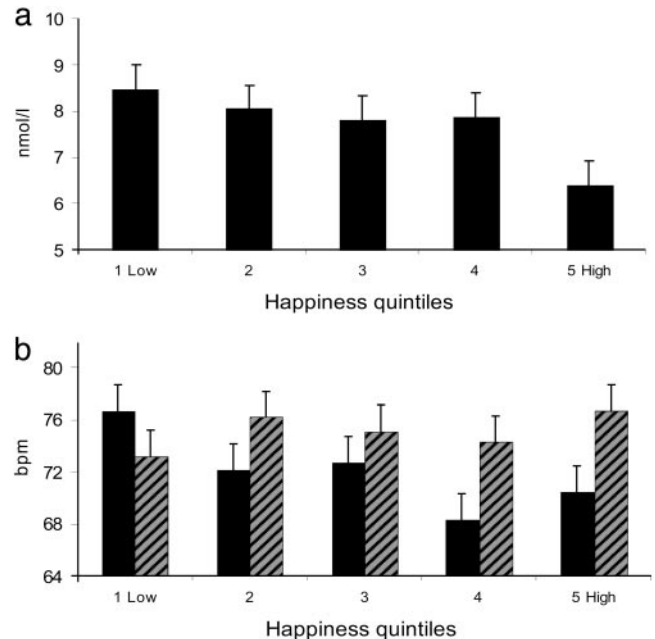 a
10
9
8
7
6
5
nmol/l
1 Low 2 3 4 5 High
Happiness quintiles
b
80
76
72
68
64
bpm
1 Low 2 3 4 5 High
Happiness quintiles